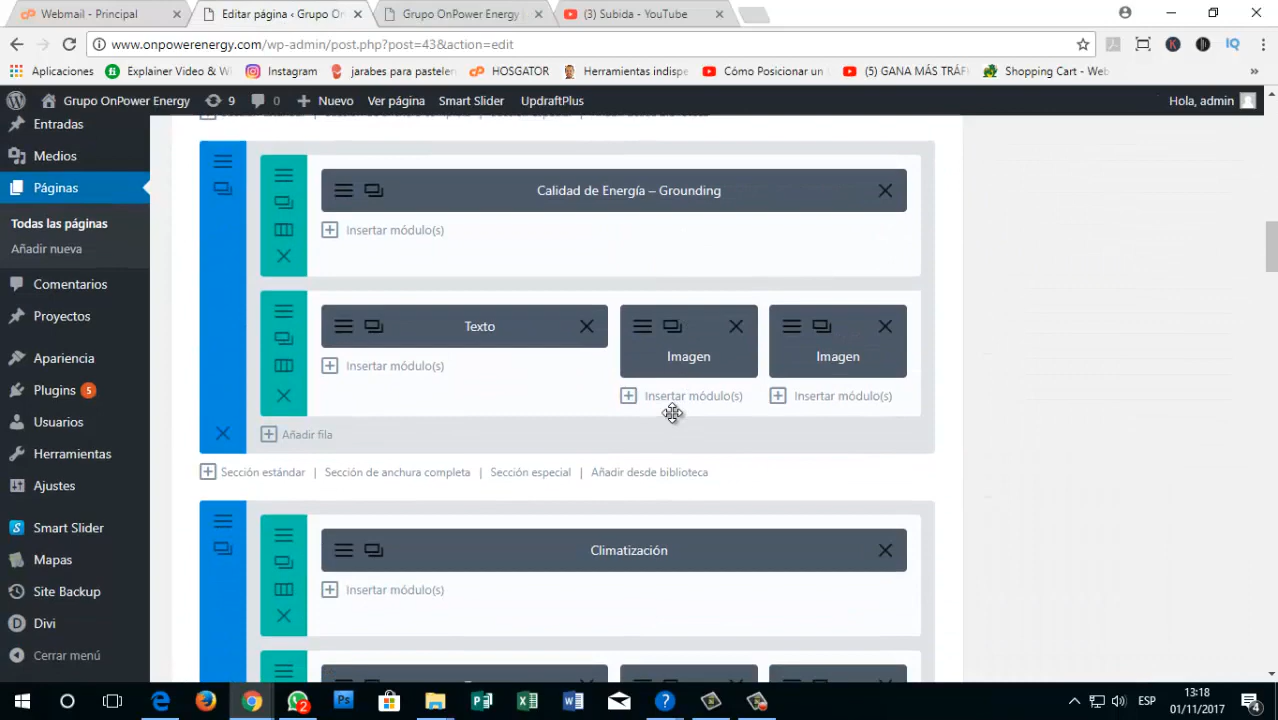 Webmail - Principal
Editar página ‹ Grupo On
Grupo OnPower Energy |
(3) Subida - YouTube
www.onpowerenergy.com/wp-admin/post.php?post=43&action=edit
Aplicaciones
Explainer Video & Wi
Instagram
jarabes para pasteler
HOSGATOR
Herramientas indispe
Cómo Posicionar un
(5) GANA MÁS TRÁF
Shopping Cart - Web
Grupo OnPower Energy
9
0
Nuevo
Ver página
Smart Slider
UpdraftPlus
Hola, admin
Entradas
Medios
Páginas
Todas las páginas
Añadir nueva
Comentarios
Proyectos
Apariencia
Plugins 5
Usuarios
Herramientas
Ajustes
Smart Slider
Mapas
Site Backup
Divi
Cerrar menú
Calidad de Energía – Grounding
Insertar módulo(s)
Texto
Imagen
Imagen
Insertar módulo(s)
Insertar módulo(s)
Insertar módulo(s)
Añadir fila
Sección estándar | Sección de anchura completa | Sección especial | Añadir desde biblioteca
Climatización
Insertar módulo(s)
2
ESP
13:18
01/11/2017
4